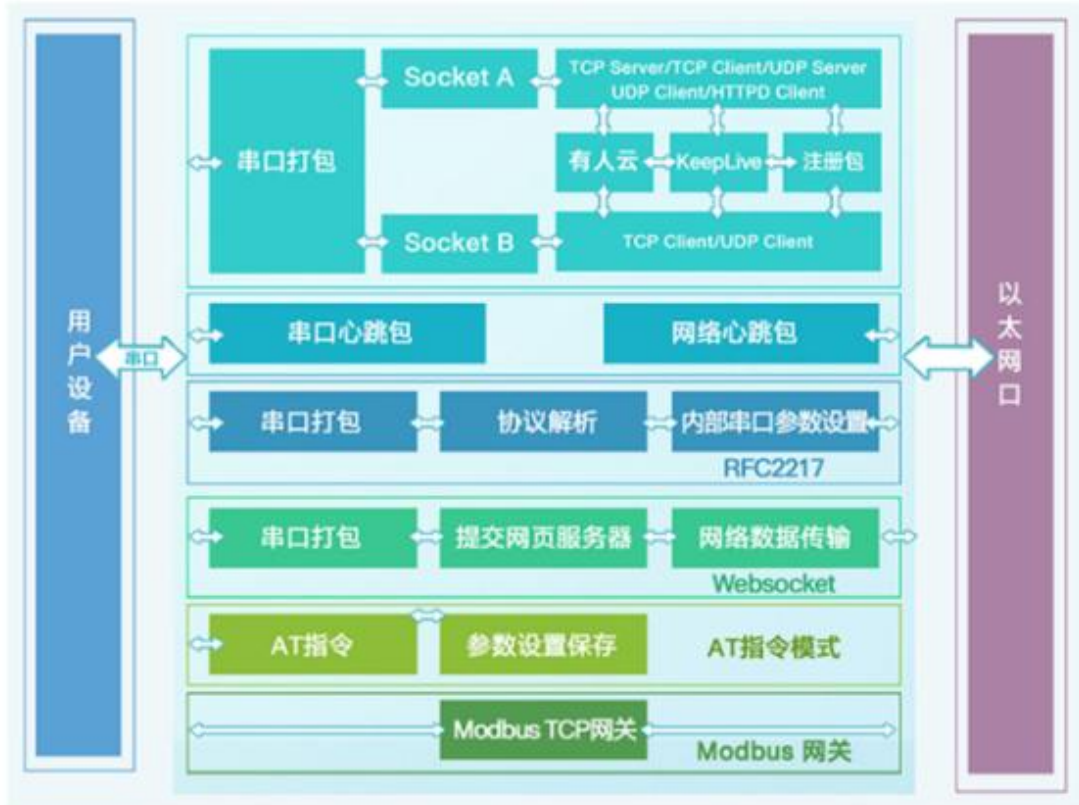 用户设备
串口
串口打包
Socket A
TCP Server/TCP Client/UDP Server
UDP Client/HTTPD Client
有人云
KeepLive
注册包
Socket B
TCP Client/UDP Client
串口心跳包
网络心跳包
串口打包
协议解析
内部串口参数设置
RFC2217
串口打包
提交网页服务器
网络数据传输
Websocket
AT指令
参数设置保存
AT指令模式
Modbus TCP网关
Modbus 网关
以太网口